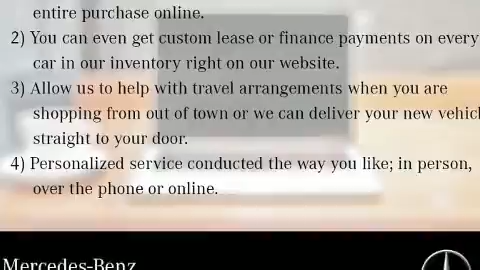 entire purchase online.
2) You can even get custom lease or finance payments on every
car in our inventory right on our website.
3) Allow us to help with travel arrangements when you are
shopping from out of town or we can deliver your new vehicl
straight to your door.
4) Personalized service conducted the way you like; in person,
over the phone or online.
Mercedes-Benz